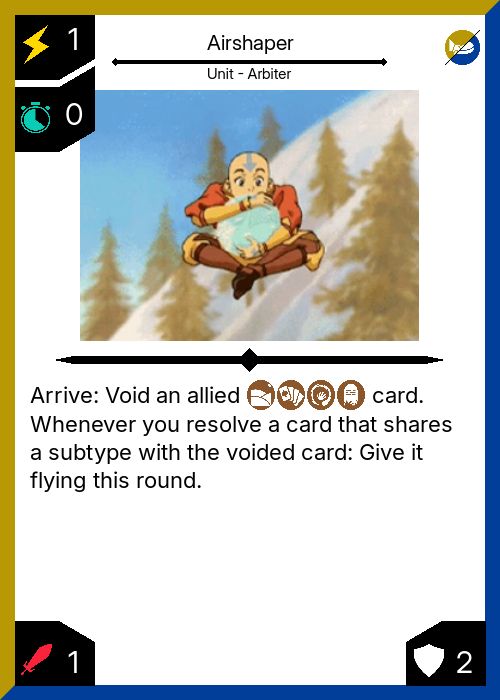 1
Airshaper
Unit - Arbiter
0
Arrive: Void an allied card.
Whenever you resolve a card that shares
a subtype with the voided card: Give it
flying this round.
1
2